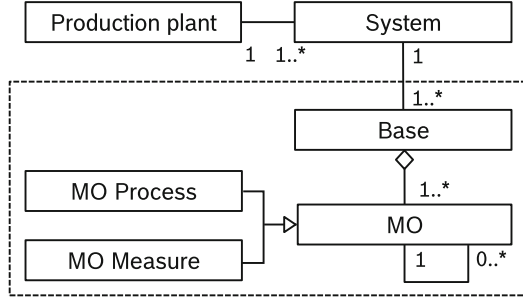 Production plant
System
1
1..*
1
1..*
Base
MO Process
1..*
MO
MO Measure
1
0..*